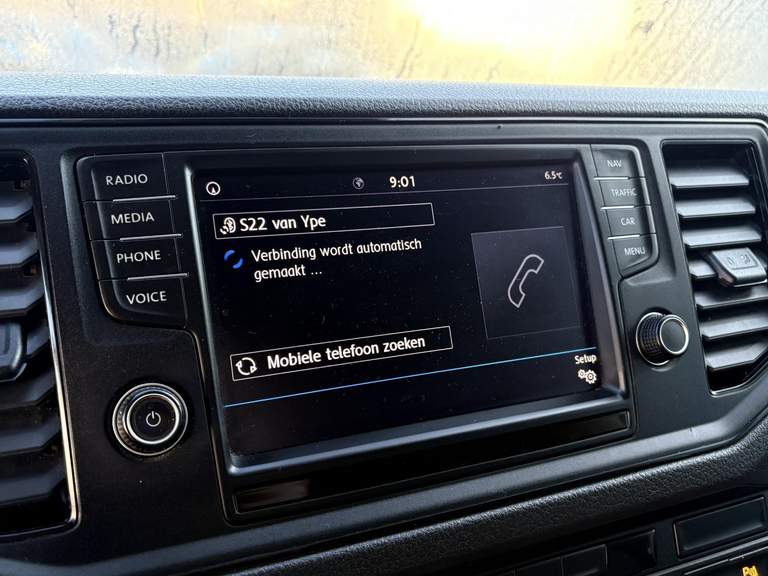 9:01
6.5°C
RADIO
MEDIA
PHONE
VOICE
S22 van Ype
Verbinding wordt automatisch
gemaakt ...
Mobiele telefoon zoeken
Setup
NAV
TRAFFIC
CAR
MENU